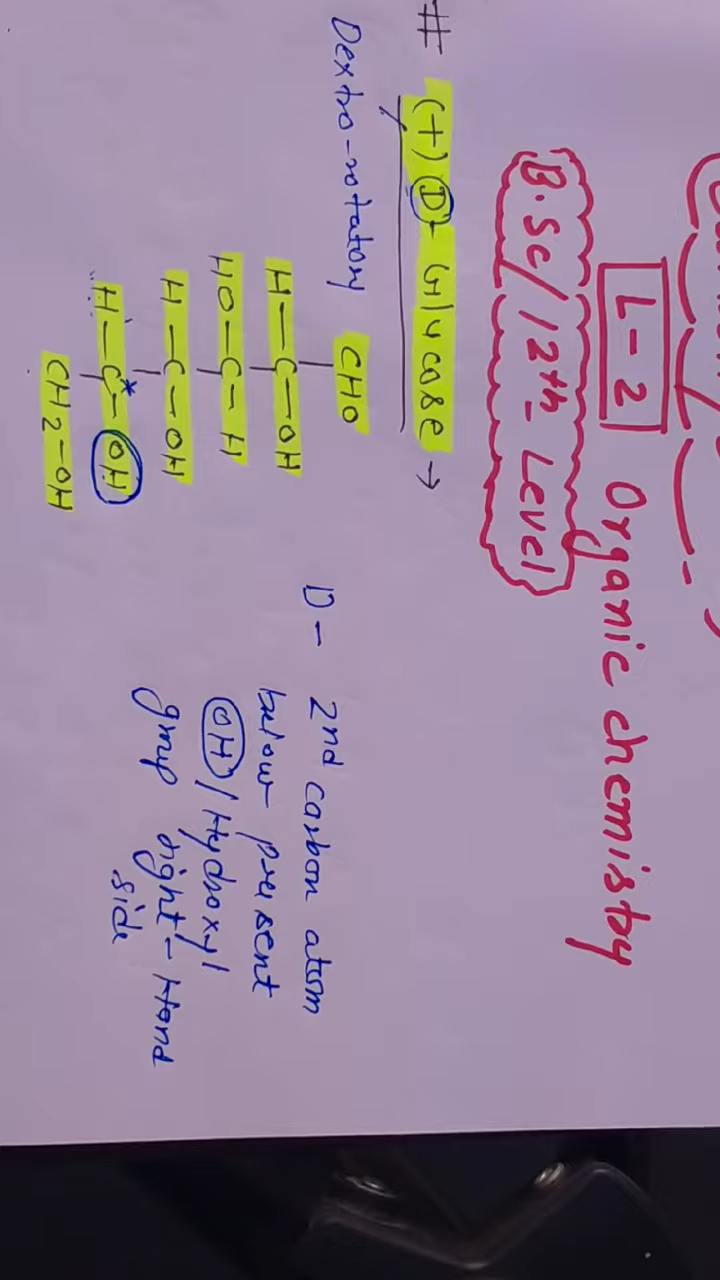 L-2 Organic chemistry
B.Sc/12th Level
# (+) D- Glucose →
Dextro-rotatory
CHO
H-C-OH
HO-C-H
H-C-OH
H-C*-OH
CH2-OH
D- 2nd carbon atom
below present
OH/Hydroxyl
group right-Hand
side